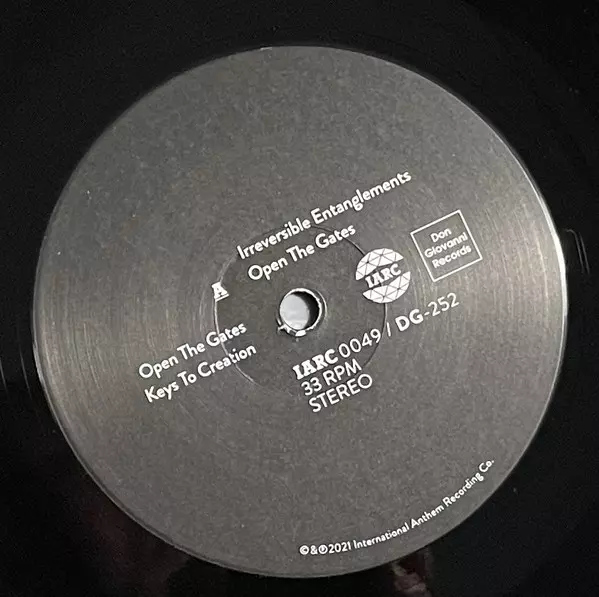 Irreversible Entanglements
Open The Gates
A
Open The Gates
Keys To Creation
IARC
Don
Giovanni
Records
IARC 0049 / DG-252
33 RPM
STEREO
©&℗2021 International Anthem Recording Co.